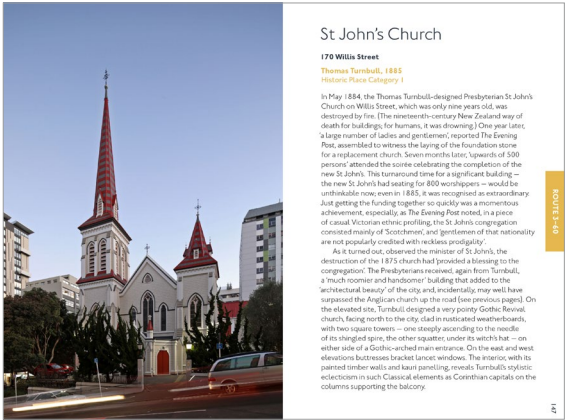 St John's Church
170 Willis Street
Thomas Turnbull, 1885
Historic Place Category 1
In May 1884, the Thomas Turnbull-designed Presbyterian St John's
Church on Willis Street, which was only nine years old, was
destroyed by fire. (The nineteenth-century New Zealand way of
death for buildings; for humans, it was drowning.) One year later,
'a large number of ladies and gentlemen', reported The Evening
Post, assembled to witness the laying of the foundation stone
for a replacement church. Seven months later, 'upwards of 500
persons' attended the soirée celebrating the completion of the
new St John's. This turnaround time for a significant building —
the new St John's had seating for 800 worshippers — would be
unthinkable now; even in 1885, it was recognised as extraordinary.
Just getting the funding together so quickly was a momentous
achievement, especially, as The Evening Post noted, in a piece
of casual Victorian ethnic profiling, the St John's congregation
consisted mainly of 'Scotchmen', and 'gentlemen of that nationality
are not popularly credited with reckless prodigality'.
As it turned out, observed the minister of St John's, the
destruction of the 1875 church had 'provided a blessing to the
congregation'. The Presbyterians received, again from Turnbull,
a 'much roomier and handsomer' building that added to the
'architectural beauty' of the city, and, incidentally, may well have
surpassed the Anglican church up the road (see previous pages). On
the elevated site, Turnbull designed a very pointy Gothic Revival
church, facing north to the city, clad in rusticated weatherboards,
with two square towers — one steeply ascending to the needle
of its shingled spire, the other squatter, under its witch's hat — on
either side of a Gothic-arched main entrance. On the east and west
elevations buttresses bracket lancet windows. The interior, with its
painted timber walls and kauri panelling, reveals Turnbull's stylistic
eclecticism in such Classical elements as Corinthian capitals on the
columns supporting the balcony.
ROUTE 3–60
147